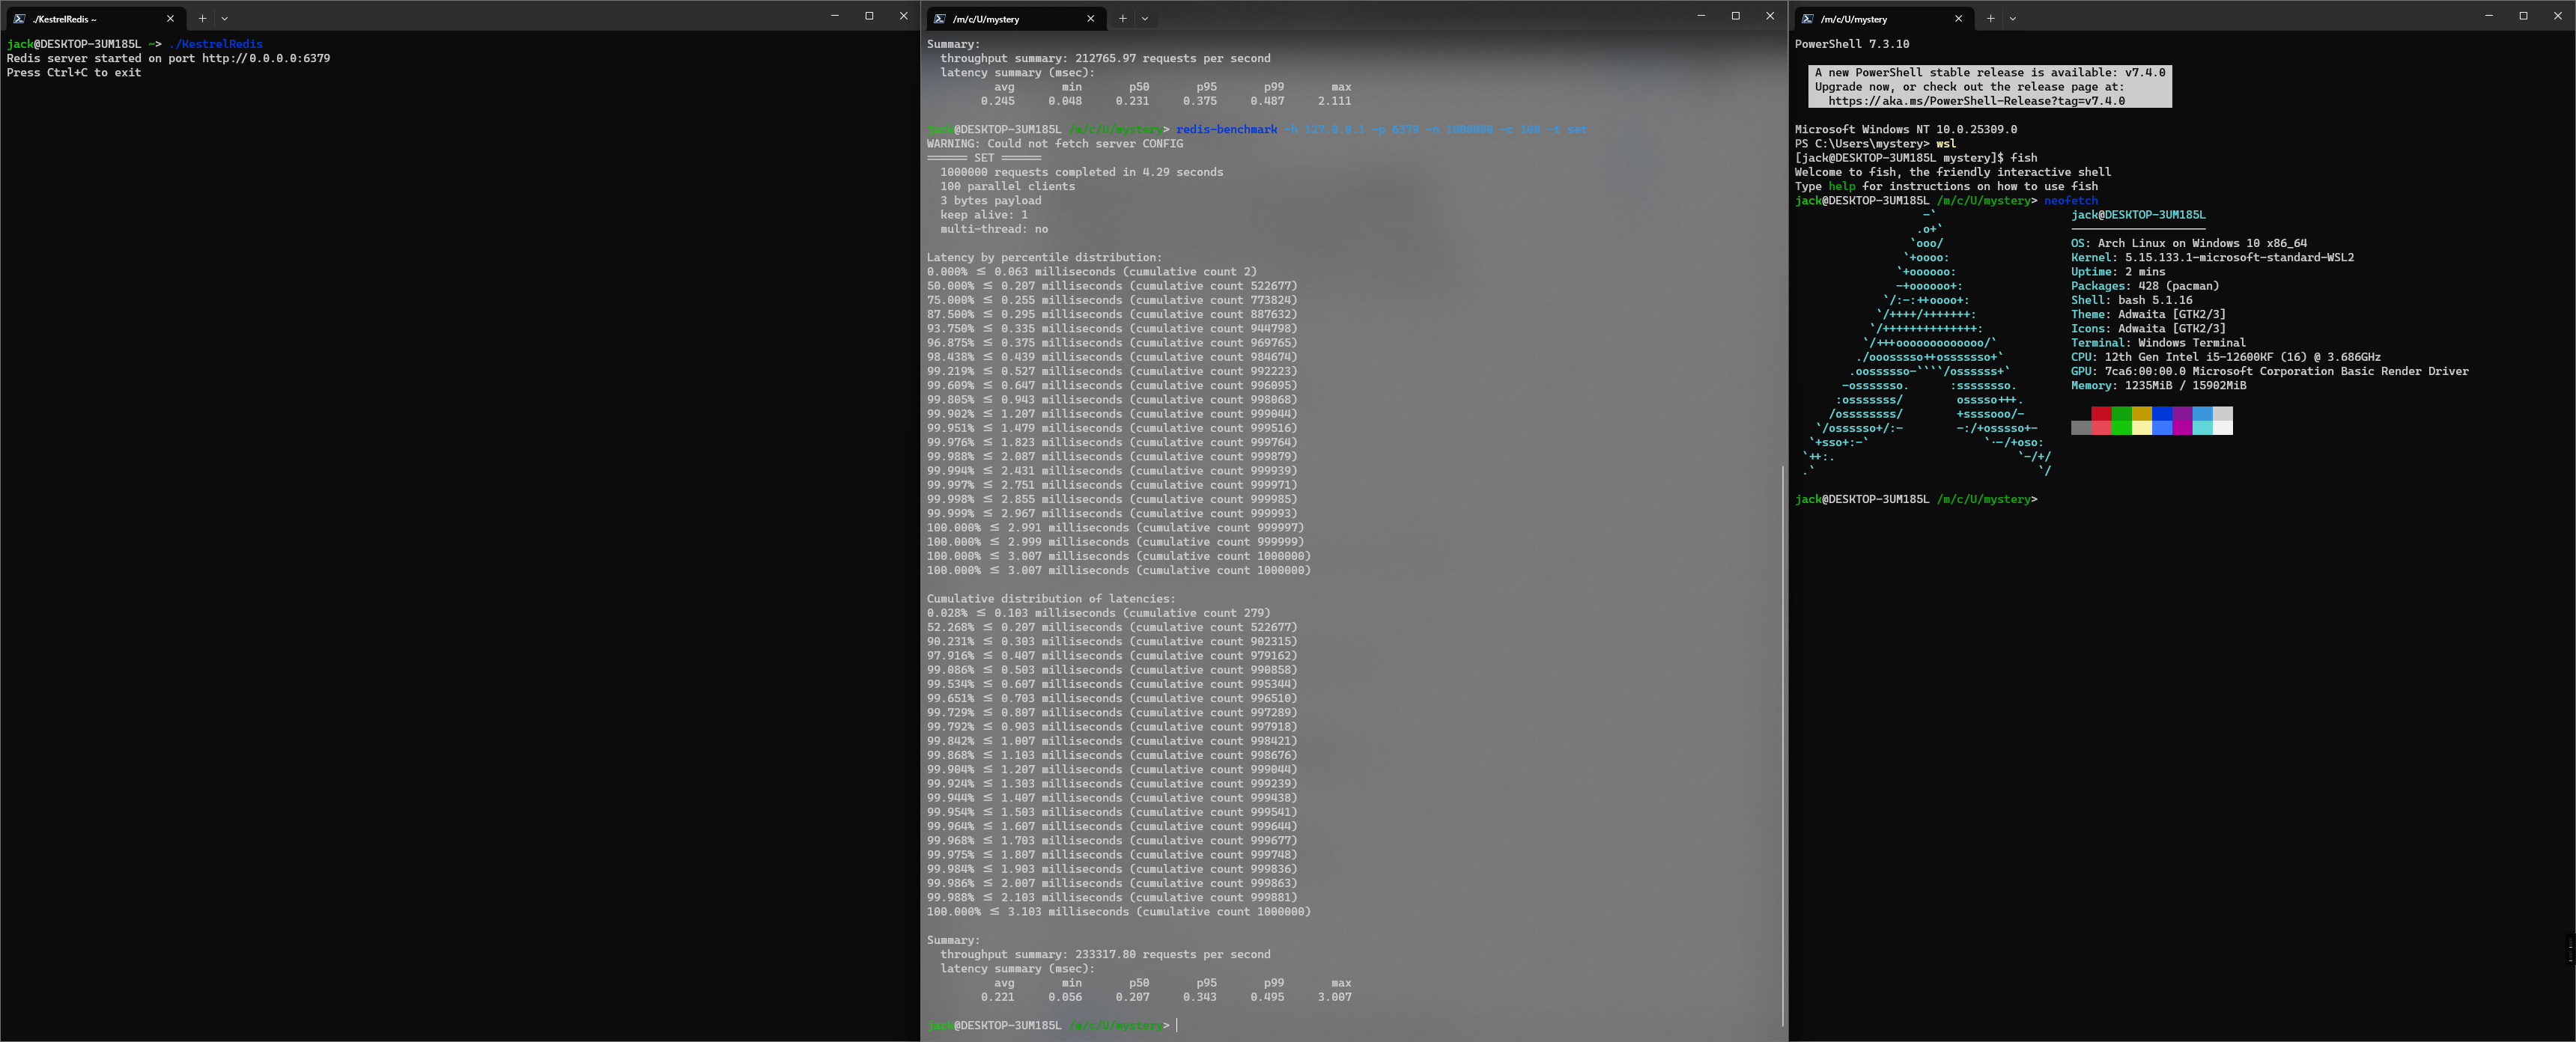 ./KestrelRedis ~
jack@DESKTOP-3UM185L ~> ./KestrelRedis
Redis server started on port http://0.0.0.0:6379
Press Ctrl+C to exit
/m/c/U/mystery
Summary:
throughput summary: 212765.97 requests per second
latency summary (msec):
avg min p50 p95 p99 max
0.245 0.048 0.231 0.375 0.487 2.111
jack@DESKTOP-3UM185L /m/c/U/mystery> redis-benchmark -h 127.0.0.1 -p 6379 -n 1000000 -c 100 -t set
WARNING: Could not fetch server CONFIG
====== SET ======
1000000 requests completed in 4.29 seconds
100 parallel clients
3 bytes payload
keep alive: 1
multi-thread: no
Latency by percentile distribution:
0.000% <= 0.063 milliseconds (cumulative count 2)
50.000% <= 0.207 milliseconds (cumulative count 522677)
75.000% <= 0.255 milliseconds (cumulative count 773824)
87.500% <= 0.295 milliseconds (cumulative count 887632)
93.750% <= 0.335 milliseconds (cumulative count 944798)
96.875% <= 0.375 milliseconds (cumulative count 969765)
98.438% <= 0.439 milliseconds (cumulative count 984674)
99.219% <= 0.527 milliseconds (cumulative count 992223)
99.609% <= 0.647 milliseconds (cumulative count 996095)
99.805% <= 0.943 milliseconds (cumulative count 998068)
99.902% <= 1.207 milliseconds (cumulative count 999044)
99.951% <= 1.479 milliseconds (cumulative count 999516)
99.976% <= 1.823 milliseconds (cumulative count 999764)
99.988% <= 2.087 milliseconds (cumulative count 999879)
99.994% <= 2.431 milliseconds (cumulative count 999939)
99.997% <= 2.751 milliseconds (cumulative count 999971)
99.998% <= 2.855 milliseconds (cumulative count 999985)
99.999% <= 2.967 milliseconds (cumulative count 999993)
100.000% <= 2.991 milliseconds (cumulative count 999997)
100.000% <= 2.999 milliseconds (cumulative count 999999)
100.000% <= 3.007 milliseconds (cumulative count 1000000)
100.000% <= 3.007 milliseconds (cumulative count 1000000)
Cumulative distribution of latencies:
0.028% <= 0.103 milliseconds (cumulative count 279)
52.268% <= 0.207 milliseconds (cumulative count 522677)
90.231% <= 0.303 milliseconds (cumulative count 902315)
97.916% <= 0.407 milliseconds (cumulative count 979162)
99.086% <= 0.503 milliseconds (cumulative count 990858)
99.534% <= 0.607 milliseconds (cumulative count 995344)
99.651% <= 0.703 milliseconds (cumulative count 996510)
99.729% <= 0.807 milliseconds (cumulative count 997289)
99.792% <= 0.903 milliseconds (cumulative count 997918)
99.842% <= 1.007 milliseconds (cumulative count 998421)
99.868% <= 1.103 milliseconds (cumulative count 998676)
99.904% <= 1.207 milliseconds (cumulative count 999044)
99.924% <= 1.303 milliseconds (cumulative count 999239)
99.944% <= 1.407 milliseconds (cumulative count 999438)
99.954% <= 1.503 milliseconds (cumulative count 999541)
99.964% <= 1.607 milliseconds (cumulative count 999644)
99.968% <= 1.703 milliseconds (cumulative count 999677)
99.975% <= 1.807 milliseconds (cumulative count 999748)
99.984% <= 1.903 milliseconds (cumulative count 999836)
99.986% <= 2.007 milliseconds (cumulative count 999863)
99.988% <= 2.103 milliseconds (cumulative count 999881)
100.000% <= 3.103 milliseconds (cumulative count 1000000)
Summary:
throughput summary: 233317.80 requests per second
latency summary (msec):
avg min p50 p95 p99 max
0.221 0.056 0.207 0.343 0.495 3.007
jack@DESKTOP-3UM185L /m/c/U/mystery>
/m/c/U/mystery
PowerShell 7.3.10
A new PowerShell stable release is available: v7.4.0
Upgrade now, or check out the release page at:
https://aka.ms/PowerShell-Release?tag=v7.4.0
Microsoft Windows NT 10.0.25309.0
PS C:\Users\mystery> wsl
[jack@DESKTOP-3UM185L mystery]$ fish
Welcome to fish, the friendly interactive shell
Type help for instructions on how to use fish
jack@DESKTOP-3UM185L /m/c/U/mystery> neofetch
jack@DESKTOP-3UM185L
OS: Arch Linux on Windows 10 x86_64
Kernel: 5.15.133.1-microsoft-standard-WSL2
Uptime: 2 mins
Packages: 428 (pacman)
Shell: bash 5.1.16
Theme: Adwaita [GTK2/3]
Icons: Adwaita [GTK2/3]
Terminal: Windows Terminal
CPU: 12th Gen Intel i5-12600KF (16) @ 3.686GHz
GPU: 7ca6:00:00.0 Microsoft Corporation Basic Render Driver
Memory: 1235MiB / 15902MiB
jack@DESKTOP-3UM185L /m/c/U/mystery>